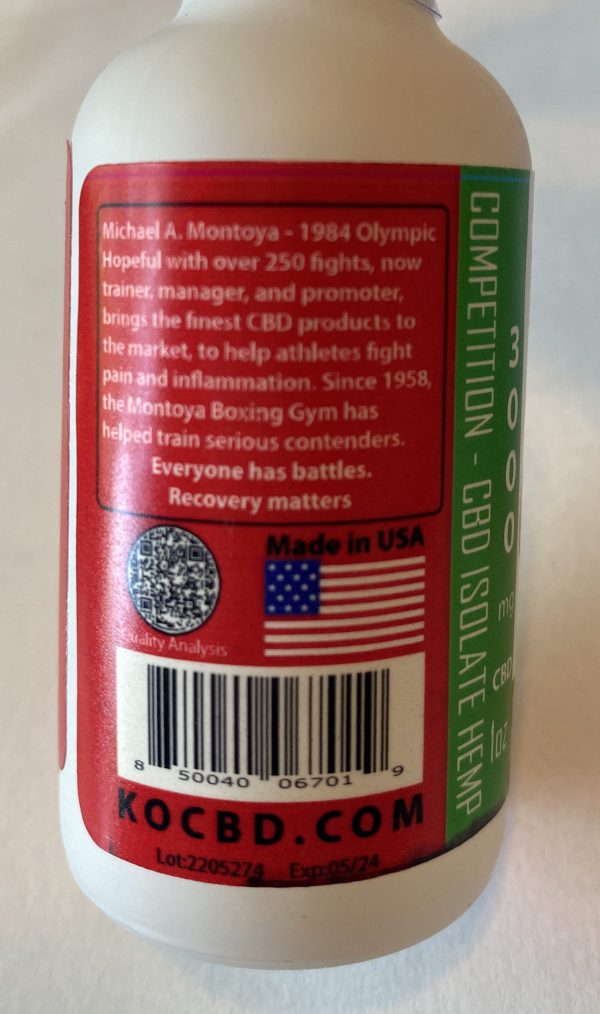 Michael A. Montoya - 1984 Olympic
Hopeful with over 250 fights, now
trainer, manager, and promoter,
brings the finest CBD products to
the market, to help athletes fight
pain and inflammation. Since 1958,
the Montoya Boxing Gym has
helped train serious contenders.
Everyone has battles.
Recovery matters
Made in USA
Quality Analysis
8 50040 06701 9
KOCBD.COM
Lot:2205274 Exp:05/24
COMPETITION - CBD ISOLATE HEMP
3000 mg CBD
1oz